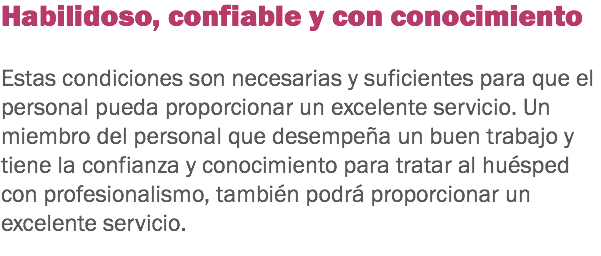 Habilidoso, confiable y con conocimiento
Estas condiciones son necesarias y suficientes para que el
personal pueda proporcionar un excelente servicio. Un
miembro del personal que desempeña un buen trabajo y
tiene la confianza y conocimiento para tratar al huésped
con profesionalismo, también podrá proporcionar un
excelente servicio.